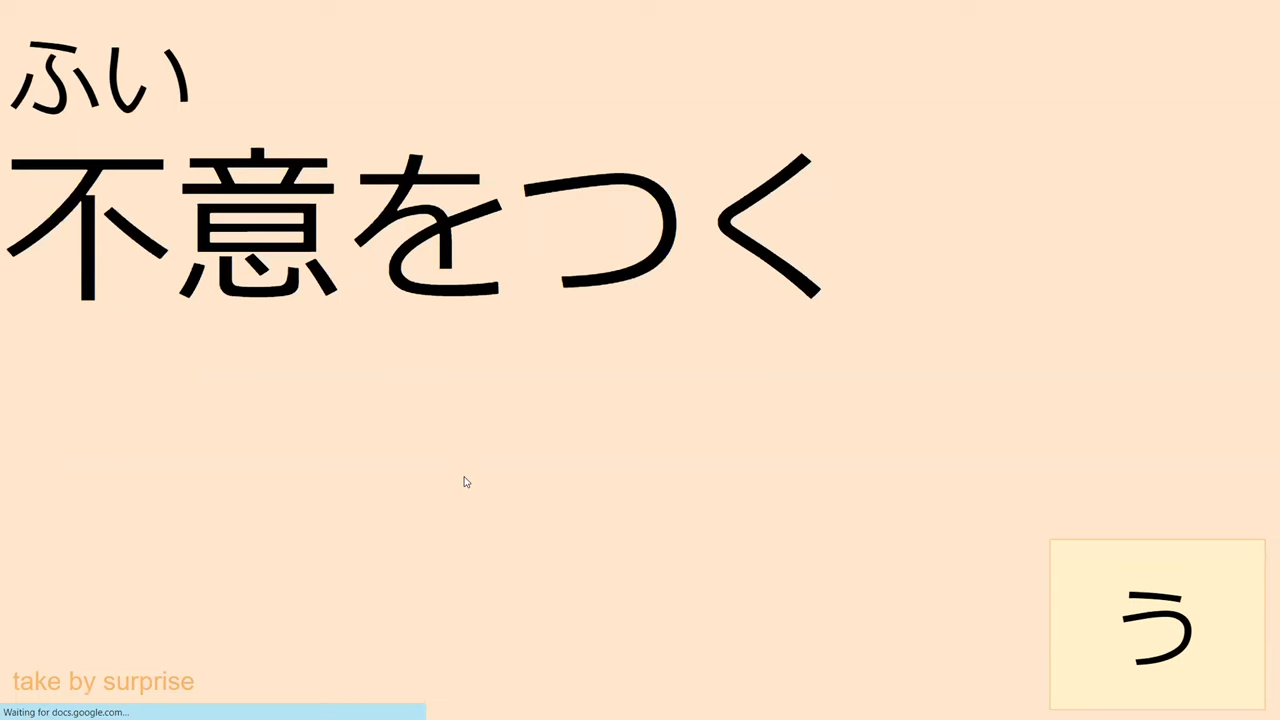 ふい
不意をつく
う
take by surprise
Waiting for docs.google.com...